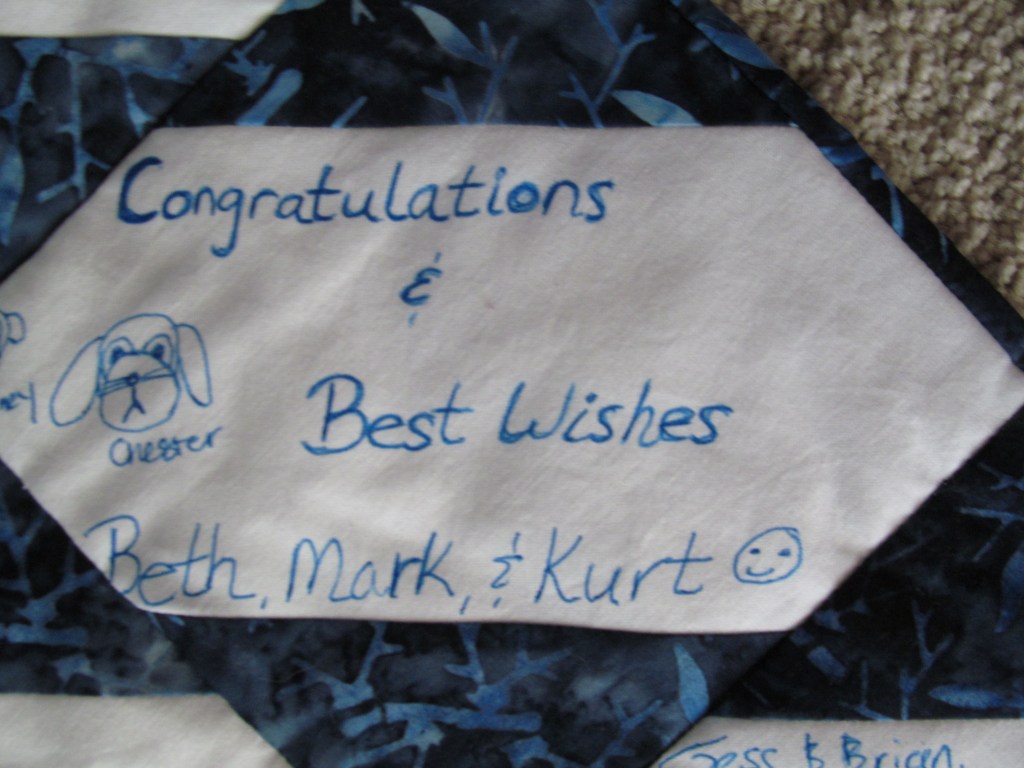 Congratulations
&
Chester
Best Wishes
Beth, Mark, & Kurt
Jess & Brian,